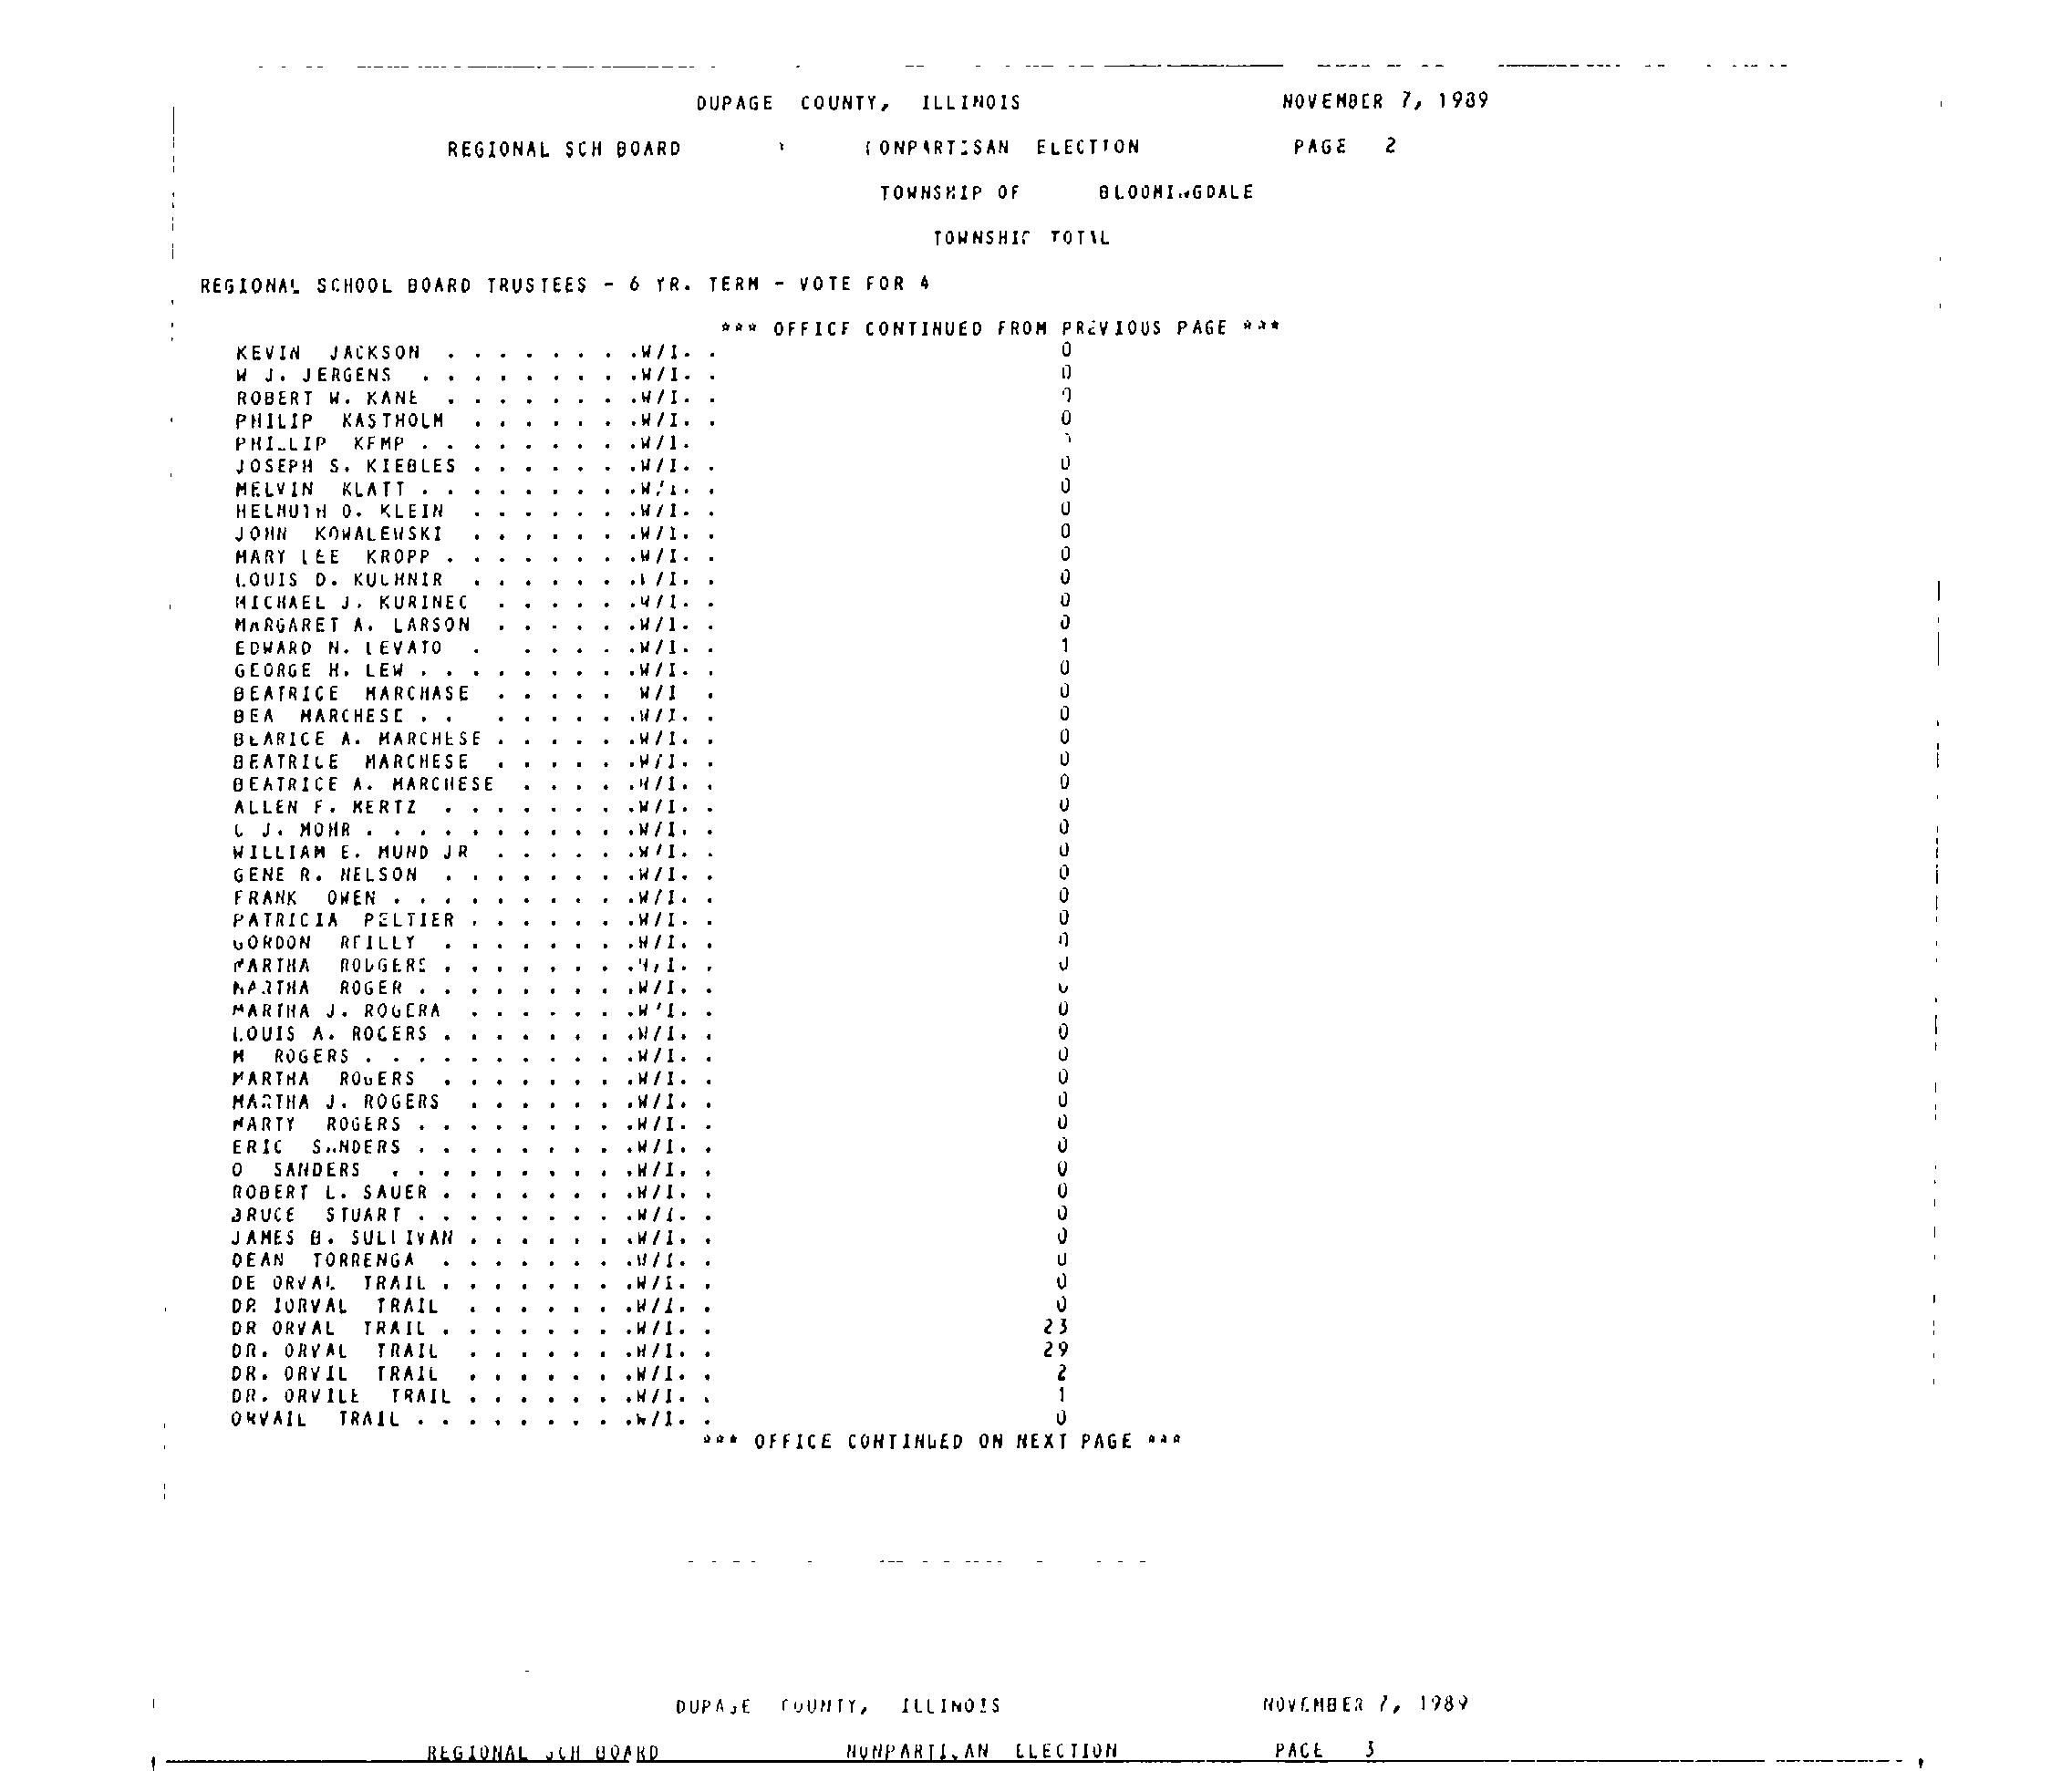 DUPAGE COUNTY, ILLINOIS NOVEMBER 7, 1989
REGIONAL SCH BOARD NONPARTISAN ELECTION PAGE 2
TOWNSHIP OF BLOOMINGDALE
TOWNSHIP TOTAL
REGIONAL SCHOOL BOARD TRUSTEES - 6 YR. TERM - VOTE FOR 4
*** OFFICE CONTINUED FROM PREVIOUS PAGE ***
KEVIN JACKSON . . . . . . . .W/I. . 0
W J. JERGENS . . . . . . . . .W/I. . 0
ROBERT W. KANE . . . . . . . .W/I. . 0
PHILIP KASTHOLM . . . . . . .W/I. . 0
PHILLIP KEMP . . . . . . . . .W/I.
JOSEPH S. KIEBLES . . . . . . .W/I. . 0
MELVIN KLATT . . . . . . . . .W/I. . 0
HELMUTH O. KLEIN . . . . . . .W/I. . 0
JOHN KOWALEWSKI . . . . . . .W/I. . 0
MARY LEE KROPP . . . . . . . .W/I. . 0
LOUIS D. KUCHNIR . . . . . . .W/I. . 0
MICHAEL J. KURINEC . . . . . .W/I. . 0
MARGARET A. LARSON . . . . . .W/I. . 0
EDWARD N. LEVATO . . . . . .W/I. . 1
GEORGE H. LEW . . . . . . . . .W/I. . 0
BEATRICE MARCHASE . . . . . W/I . 0
BEA MARCHESE . . . . . . . .W/I. . 0
BEARICE A. MARCHESE . . . . . .W/I. . 0
BEATRILE MARCHESE . . . . . .W/I. . 0
BEATRICE A. MARCHESE . . . . .W/I. . 0
ALLEN F. MERTZ . . . . . . . .W/I. . 0
J. MOHR . . . . . . . . . . .W/I. . 0
WILLIAM E. MUND JR . . . . . .W/I. . 0
GENE R. NELSON . . . . . . . .W/I. . 0
FRANK OWEN . . . . . . . . . .W/I. . 0
PATRICIA PELTIER . . . . . . .W/I. . 0
GORDON REILLY . . . . . . . .W/I. . 0
MARTHA RODGERS . . . . . . . .W/I. . 0
MARTHA ROGER . . . . . . . . .W/I. . 0
MARTHA J. ROGERA . . . . . . .W/I. . 0
LOUIS A. ROGERS . . . . . . . .W/I. . 0
M ROGERS . . . . . . . . . . .W/I. . 0
MARTHA ROGERS . . . . . . . .W/I. . 0
MARTHA J. ROGERS . . . . . . .W/I. . 0
MARTY ROGERS . . . . . . . . .W/I. . 0
ERIC SANDERS . . . . . . . . .W/I. . 0
O SANDERS . . . . . . . . . .W/I. . 0
ROBERT L. SAUER . . . . . . . .W/I. . 0
BRUCE STUART . . . . . . . . .W/I. . 0
JAMES B. SULLIVAN . . . . . . .W/I. . 0
DEAN TORRENGA . . . . . . . .W/I. . 0
DE ORVAL TRAIL . . . . . . . .W/I. . 0
DR IORVAL TRAIL . . . . . . .W/I. . 0
DR ORVAL TRAIL . . . . . . . .W/I. . 23
DR. ORVAL TRAIL . . . . . . .W/I. . 29
DR. ORVIL TRAIL . . . . . . .W/I. . 2
DR. ORVILE TRAIL . . . . . . .W/I. . 1
ORVAIL TRAIL . . . . . . . . .W/I. . 0
*** OFFICE CONTINUED ON NEXT PAGE ***
DUPAGE COUNTY, ILLINOIS NOVEMBER 7, 1989
REGIONAL SCH BOARD NONPARTISAN ELECTION PAGE 3